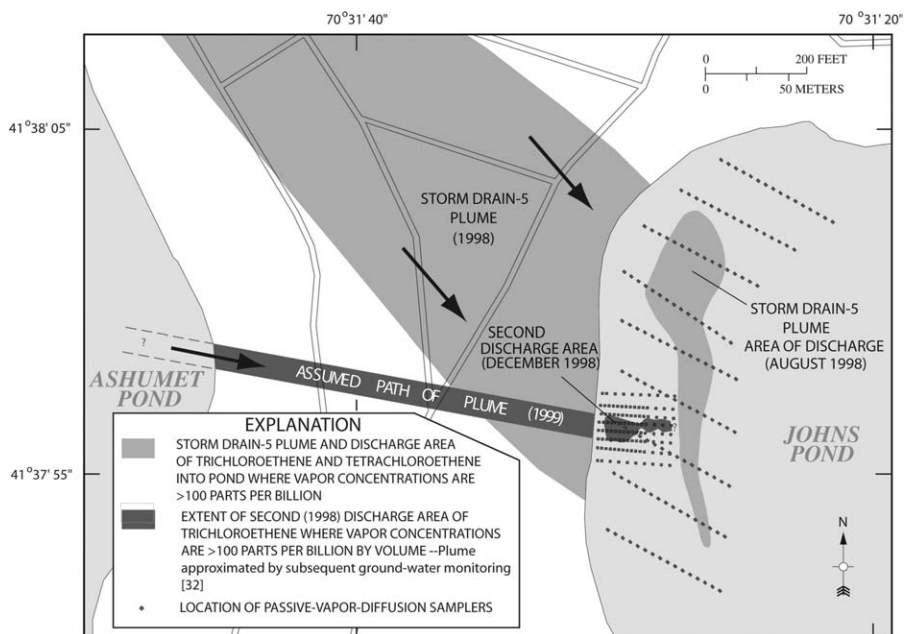 70 °31' 40"
70 °31' 20"
0 200 FEET
0 50 METERS
41°38' 05"
STORM DRAIN-5
PLUME
(1998)
STORM DRAIN-5
PLUME
AREA OF DISCHARGE
(AUGUST 1998)
SECOND
DISCHARGE AREA
(DECEMBER 1998)
?
ASHUMET
POND
ASSUMED PATH OF PLUME (1999)
?
JOHNS
POND
41°37' 55"
N
EXPLANATION
STORM DRAIN-5 PLUME AND DISCHARGE AREA
OF TRICHLOROETHENE AND TETRACHLOROETHENE
INTO POND WHERE VAPOR CONCENTRATIONS ARE
>100 PARTS PER BILLION
EXTENT OF SECOND (1998) DISCHARGE AREA OF
TRICHLOROETHENE WHERE VAPOR CONCENTRATIONS
ARE >100 PARTS PER BILLION BY VOLUME --Plume
approximated by subsequent ground-water monitoring
[32]
LOCATION OF PASSIVE-VAPOR-DIFFUSION SAMPLERS